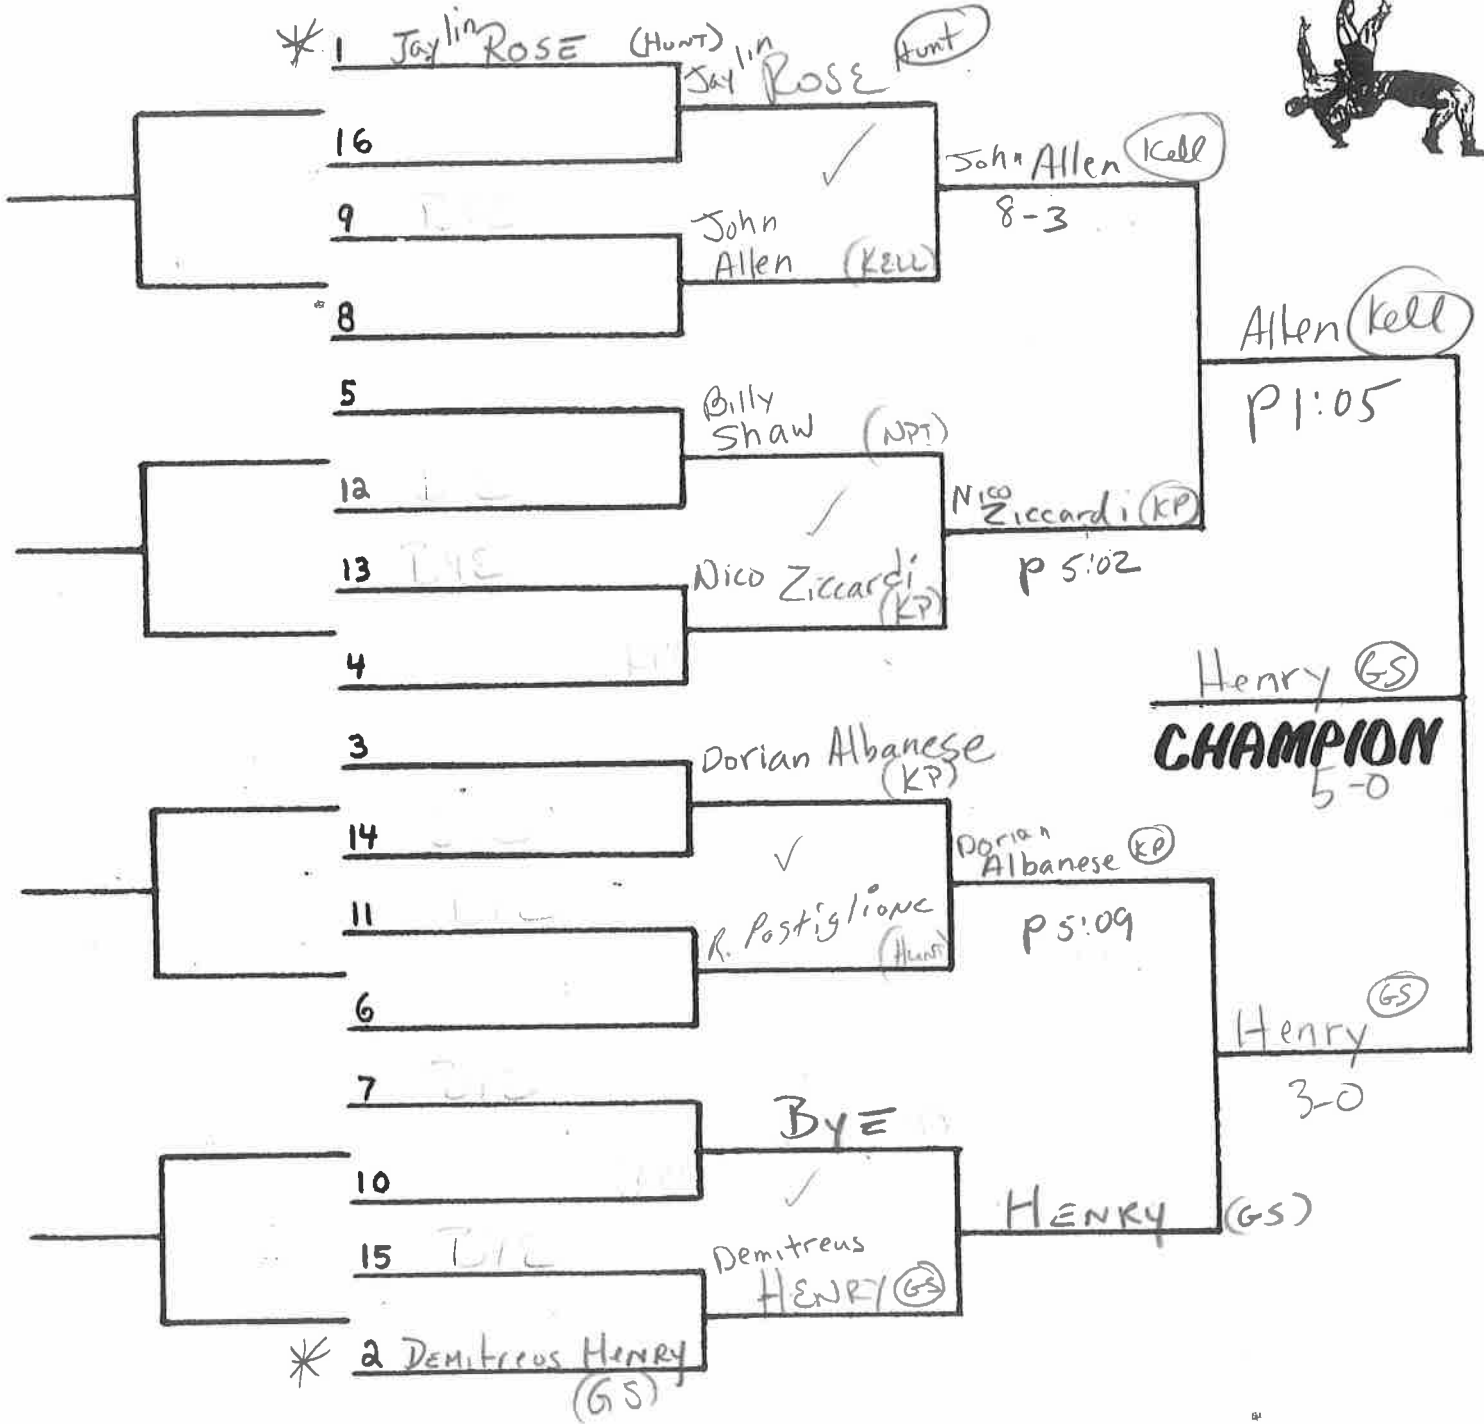 * 1 Jaylin ROSE (HUNT)
Jaylin ROSE Hunt
16
John Allen Kell
8-3
9
John
Allen (KELL)
8
Allen Kell
P 1:05
5
Billy
Shaw (NPT)
12
Nico
Ziccardi KP
P 5:02
13 BYE
Nico Ziccardi
(KP)
4
Henry GS
CHAMPION
5-0
3
Dorian Albanese
(KP)
14
Dorian
Albanese KP
P 5:09
11
R. Postiglione
(Hunt)
6
Henry GS
3-0
7
BYE
10
HENRY (GS)
15 BYE
Demitreus
HENRY GS
* 2 DEMITREUS HENRY
(GS)